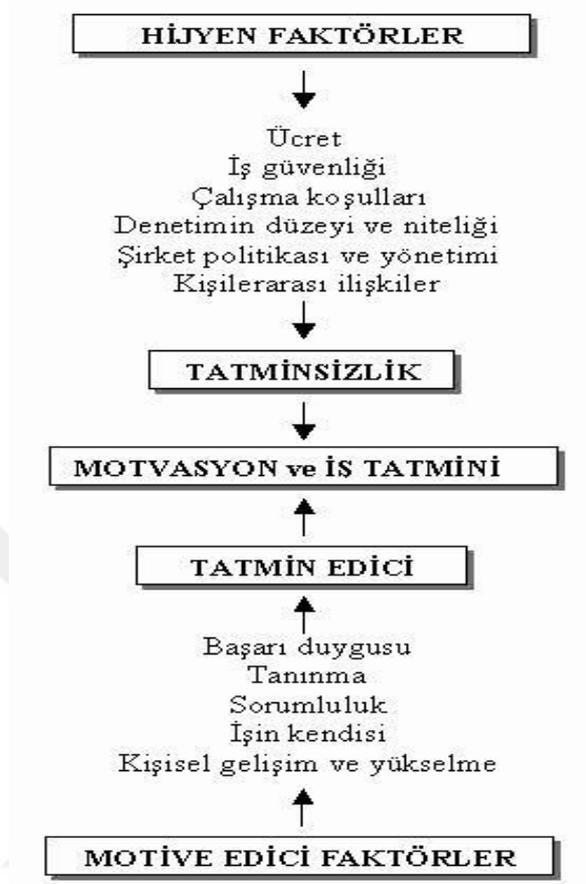 HİJYEN FAKTÖRLER
Ücret
İş güvenliği
Çalışma koşulları
Denetimin düzeyi ve niteliği
Şirket politikası ve yönetimi
Kişilerarası ilişkiler
TATMİNSİZLİK
MOTVASYON ve İŞ TATMİNİ
TATMİN EDİCİ
Başarı duygusu
Tanınma
Sorumluluk
İşin kendisi
Kişisel gelişim ve yükselme
MOTİVE EDİCİ FAKTÖRLER